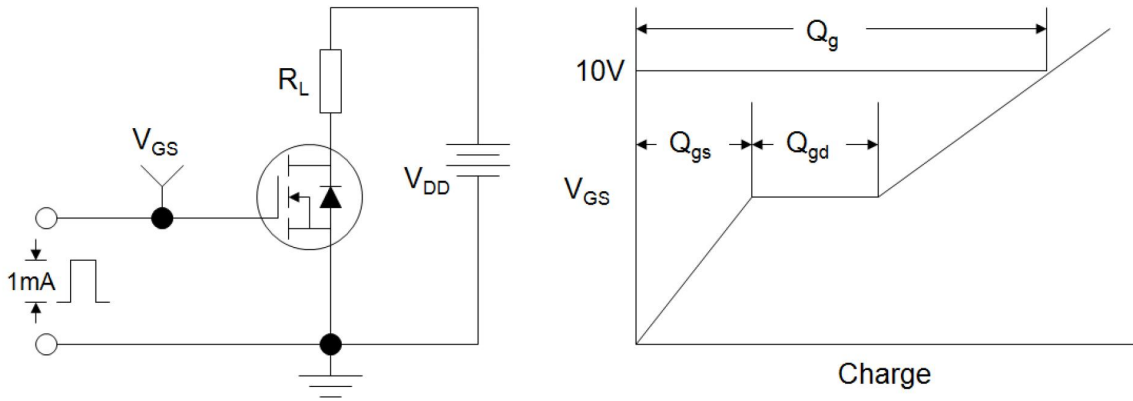 R_L
V_GS
V_DD
1mA
Q_g
10V
Q_gs
Q_gd
V_GS
Charge